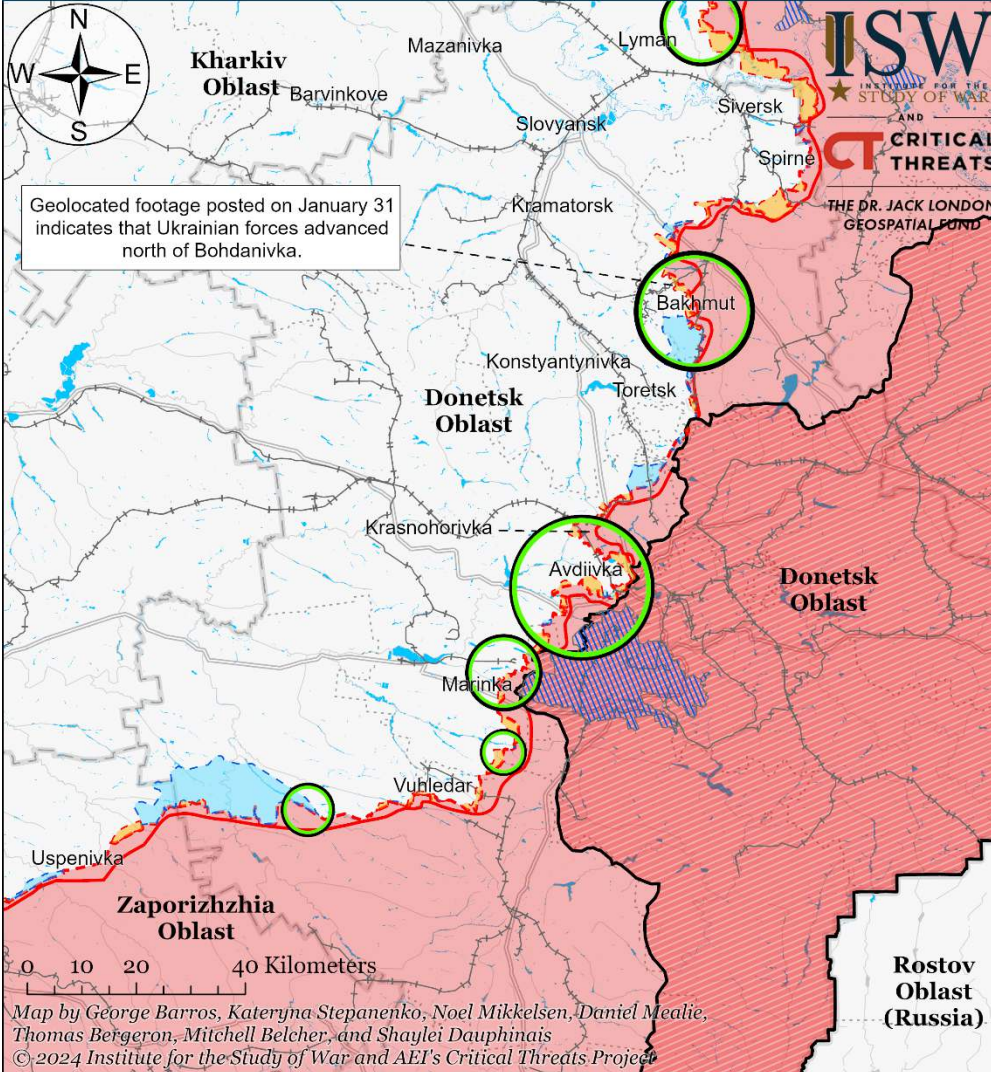 N
W
E
S
Kharkiv
Oblast
Mazanivka
Lyman
Barvinkove
Slovyansk
Siversk
Spirne
Kramatorsk
ISW
INSTITUTE FOR THE
STUDY OF WAR
AND
CT CRITICAL
THREATS
THE DR. JACK LONDON
GEOSPATIAL FUND
Geolocated footage posted on January 31
indicates that Ukrainian forces advanced
north of Bohdanivka.
Bakhmut
Konstyantynivka
Toretsk
Donetsk
Oblast
Krasnohorivka
Avdiivka
Donetsk
Oblast
Marinka
Vuhledar
Uspenivka
Zaporizhzhia
Oblast
0 10 20 40 Kilometers
Rostov
Oblast
(Russia)
Map by George Barros, Kateryna Stepanenko, Noel Mikkelsen, Daniel Mealie,
Thomas Bergeron, Mitchell Belcher, and Shaylei Dauphinais
© 2024 Institute for the Study of War and AEI's Critical Threats Project